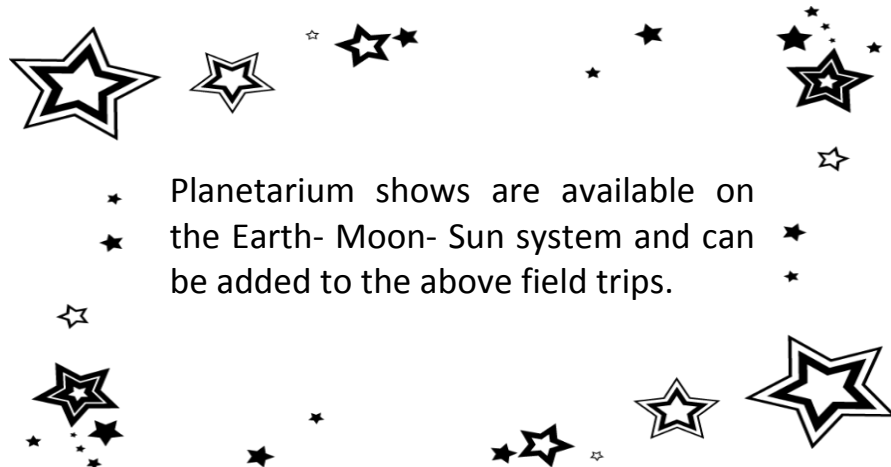 Planetarium shows are available on
the Earth- Moon- Sun system and can
be added to the above field trips.